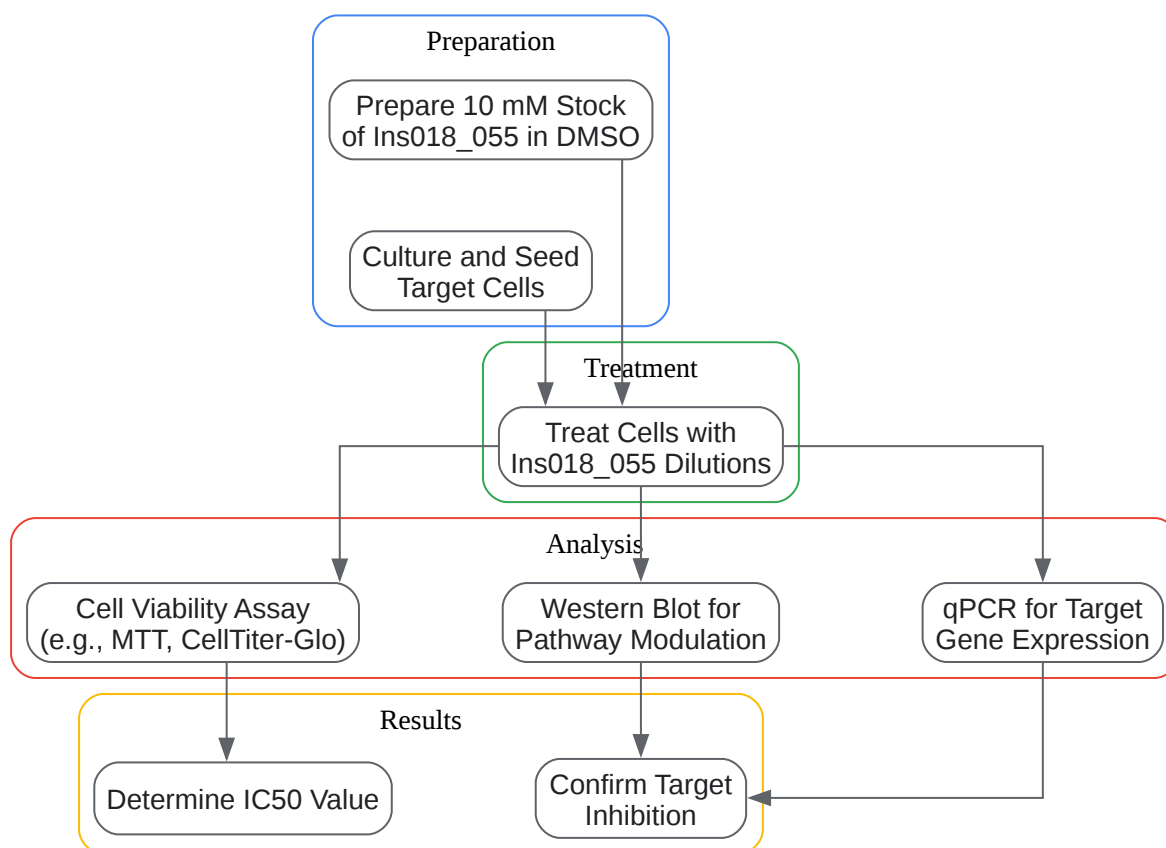 Preparation
Prepare 10 mM Stock
of Ins018_055 in DMSO
Culture and Seed
Target Cells
Treatment
Treat Cells with
Ins018_055 Dilutions
Analysis
Cell Viability Assay
(e.g., MTT, CellTiter-Glo)
Western Blot for
Pathway Modulation
qPCR for Target
Gene Expression
Results
Determine IC50 Value
Confirm Target
Inhibition